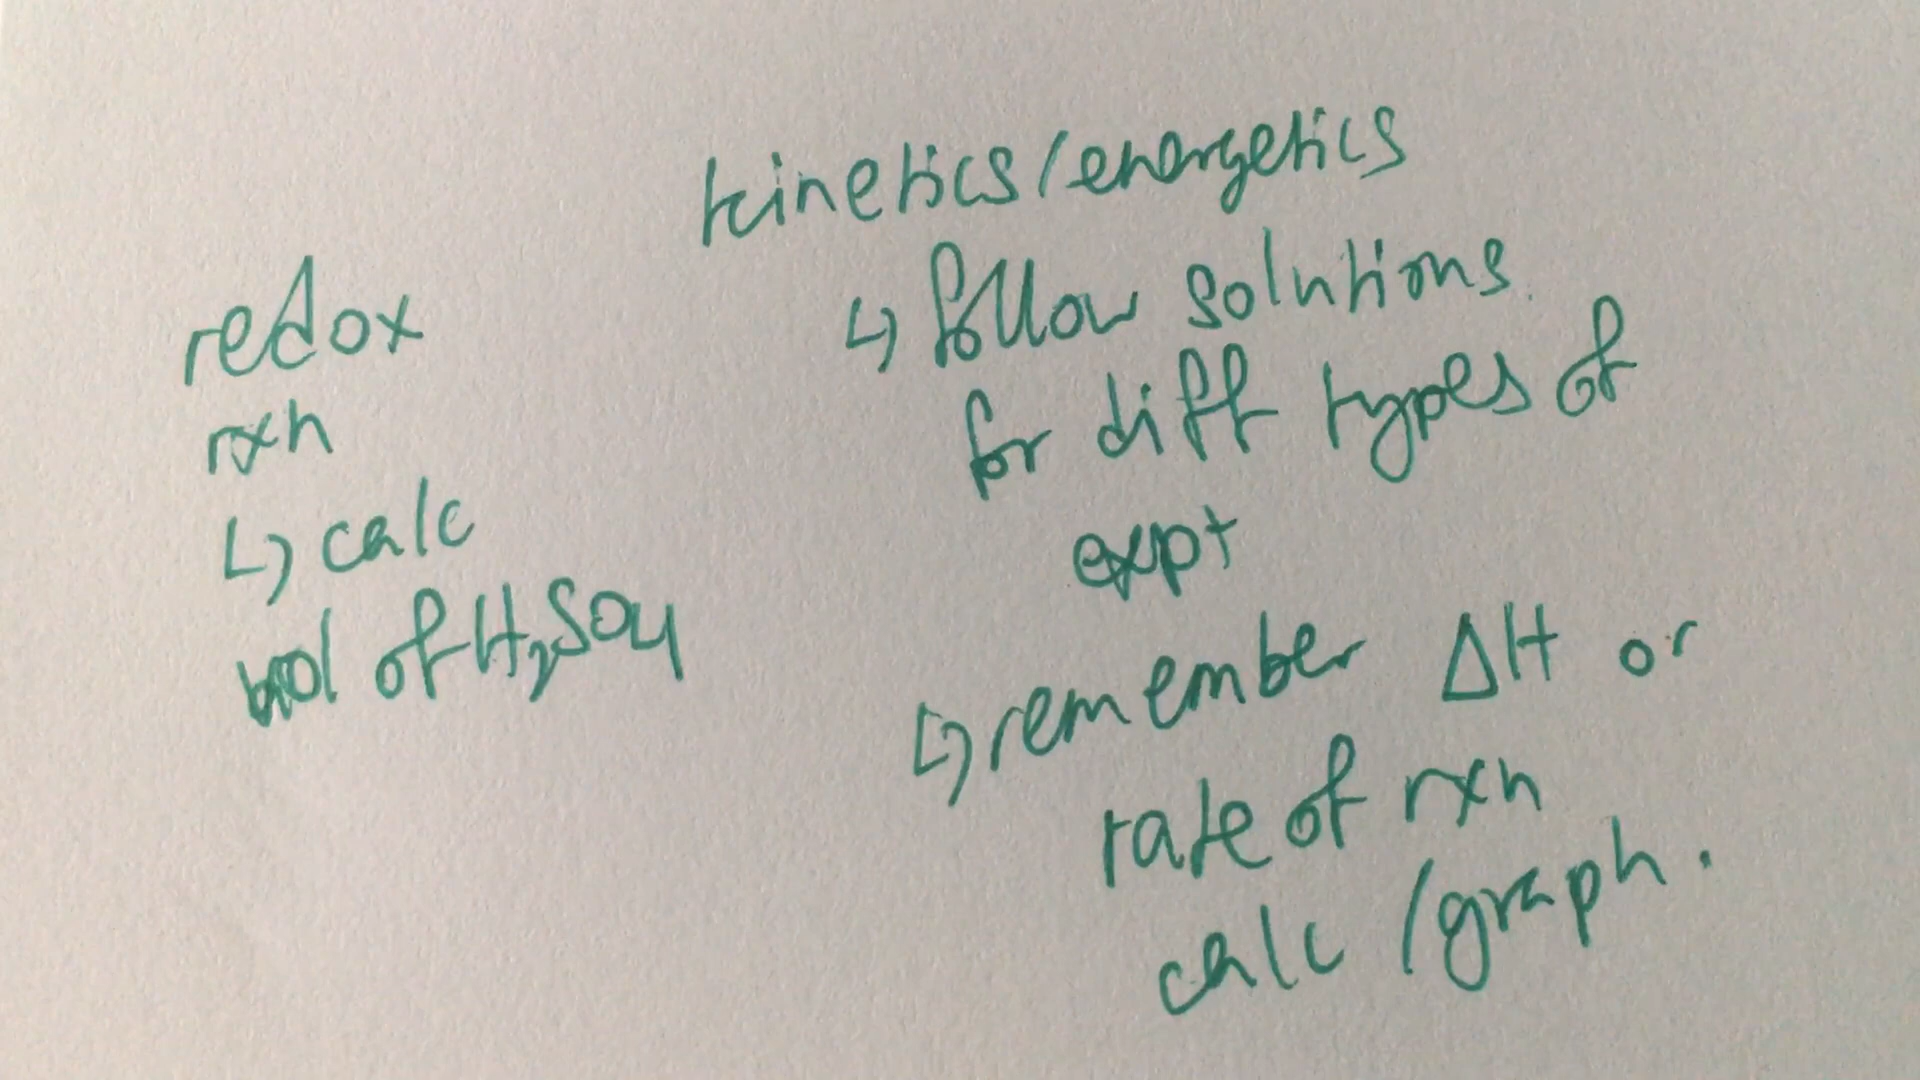 redox
rxn
↳ calc
vol of H₂SO₄
kinetics/energetics
↳ follow solutions
for diff types of
expt
↳ remember ΔH or
rate of rxn
calc/graph.